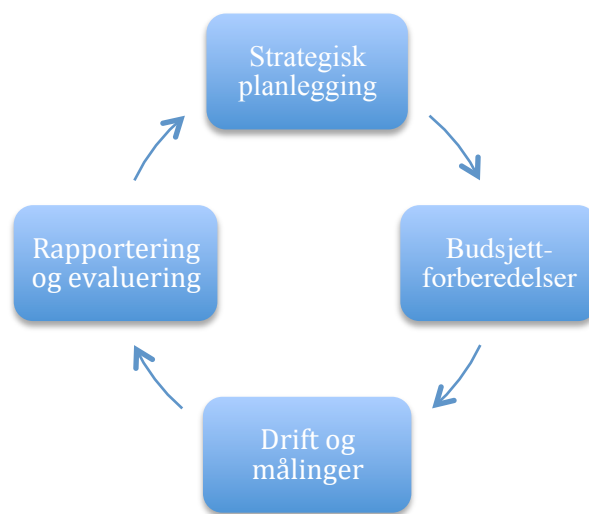 Strategisk
planlegging
Budsjett-
forberedelser
Drift og
målinger
Rapportering
og evaluering